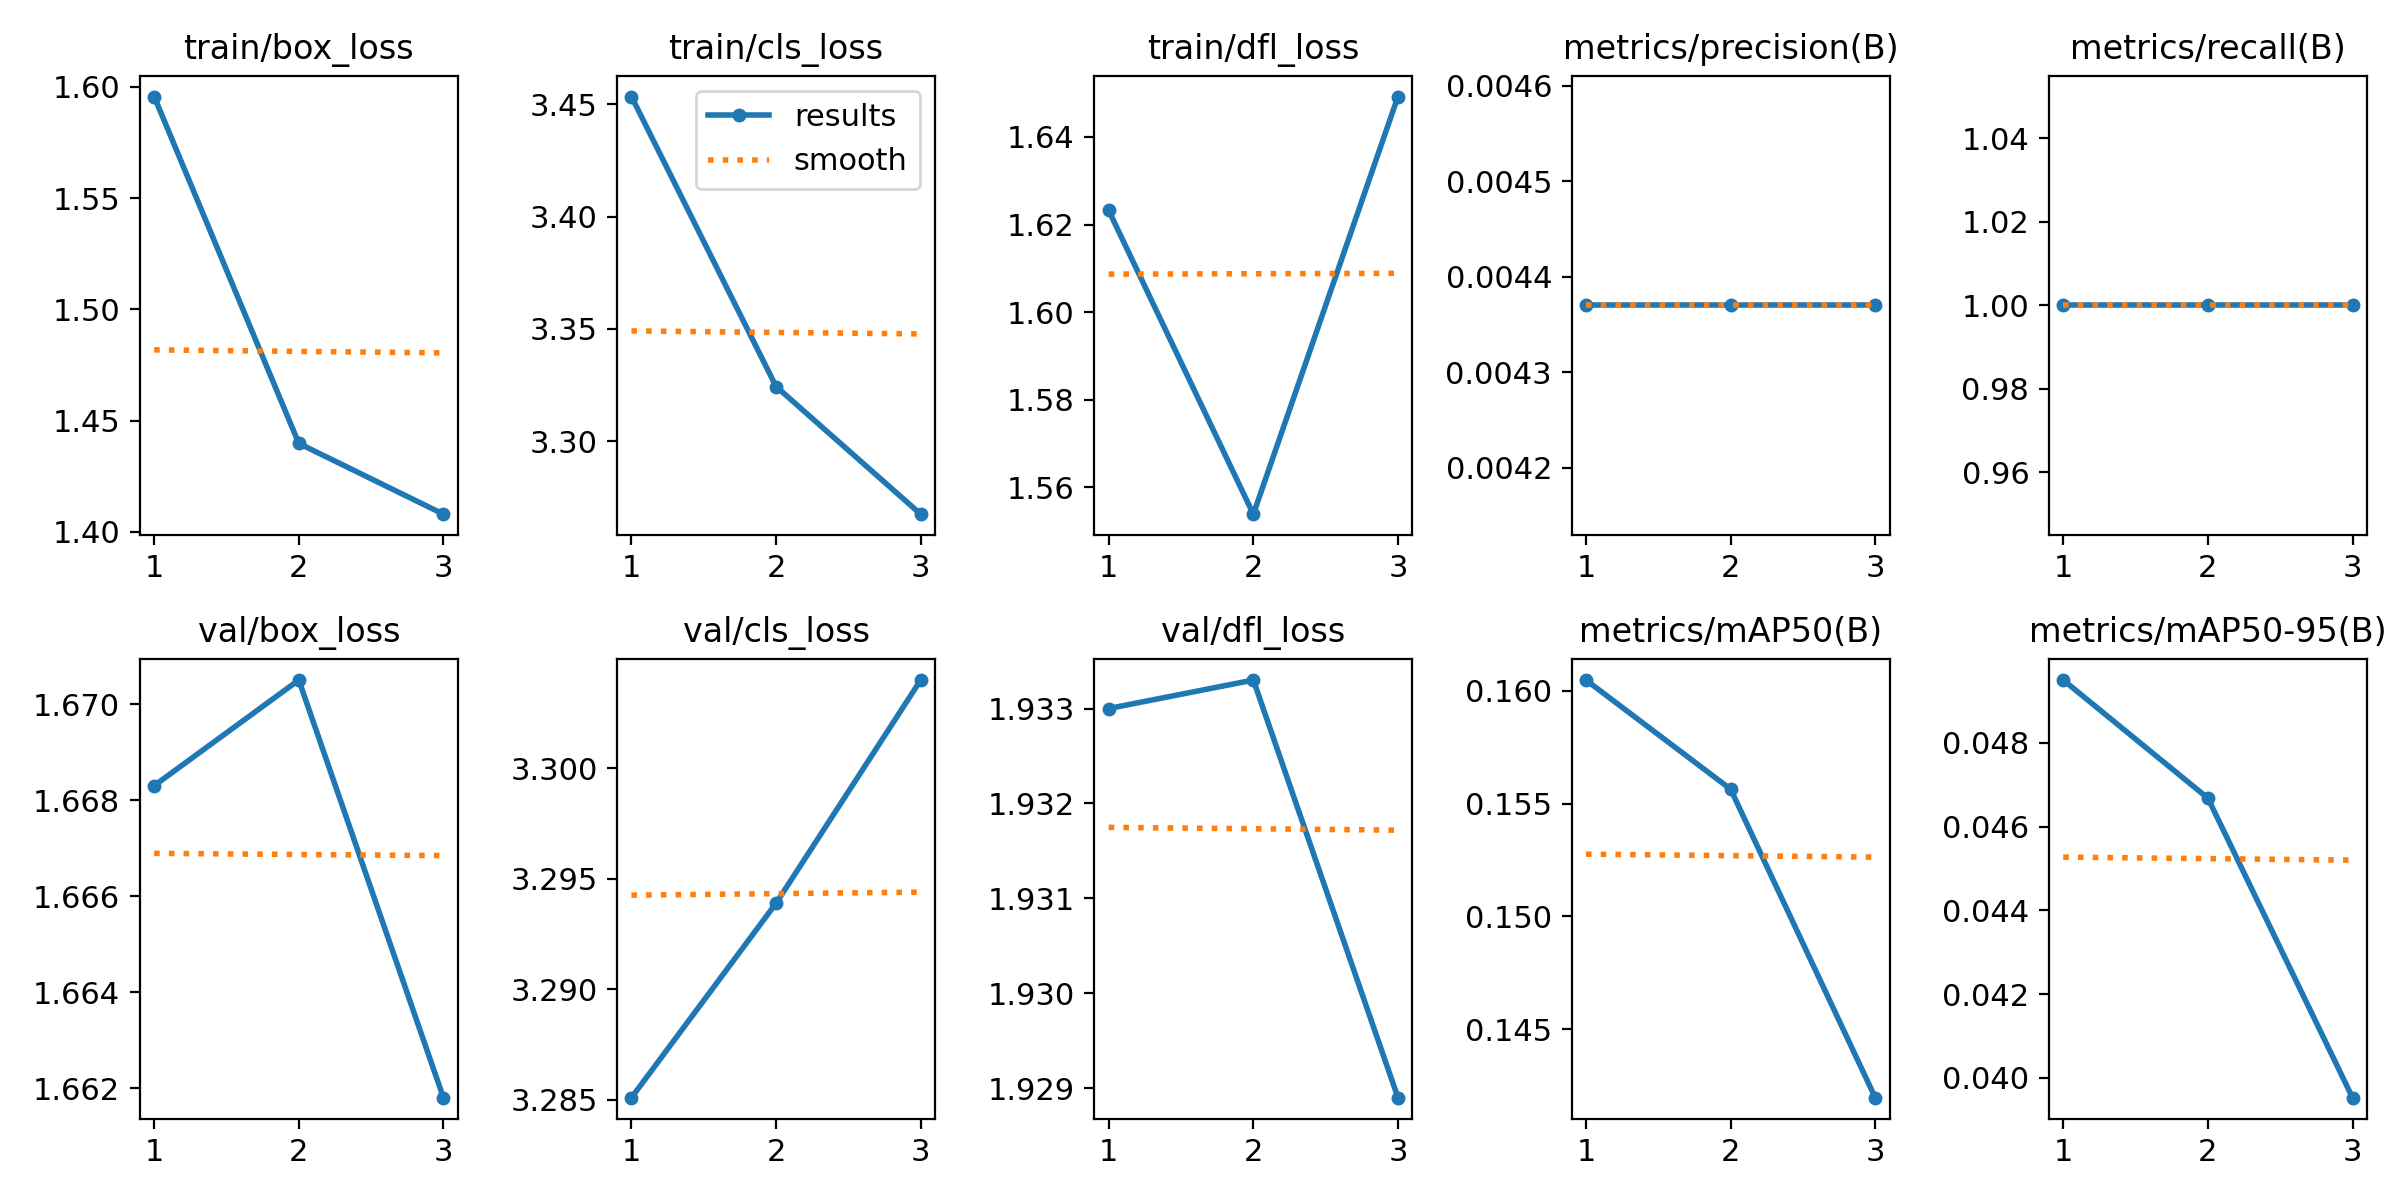 train/box_loss
1.60
1.55
1.50
1.45
1.40
1 2 3
train/cls_loss
results
smooth
3.45
3.40
3.35
3.30
1 2 3
train/dfl_loss
1.64
1.62
1.60
1.58
1.56
1 2 3
metrics/precision(B)
0.0046
0.0045
0.0044
0.0043
0.0042
1 2 3
metrics/recall(B)
1.04
1.02
1.00
0.98
0.96
1 2 3
val/box_loss
1.670
1.668
1.666
1.664
1.662
1 2 3
val/cls_loss
3.300
3.295
3.290
3.285
1 2 3
val/dfl_loss
1.933
1.932
1.931
1.930
1.929
1 2 3
metrics/mAP50(B)
0.160
0.155
0.150
0.145
1 2 3
metrics/mAP50-95(B)
0.048
0.046
0.044
0.042
0.040
1 2 3